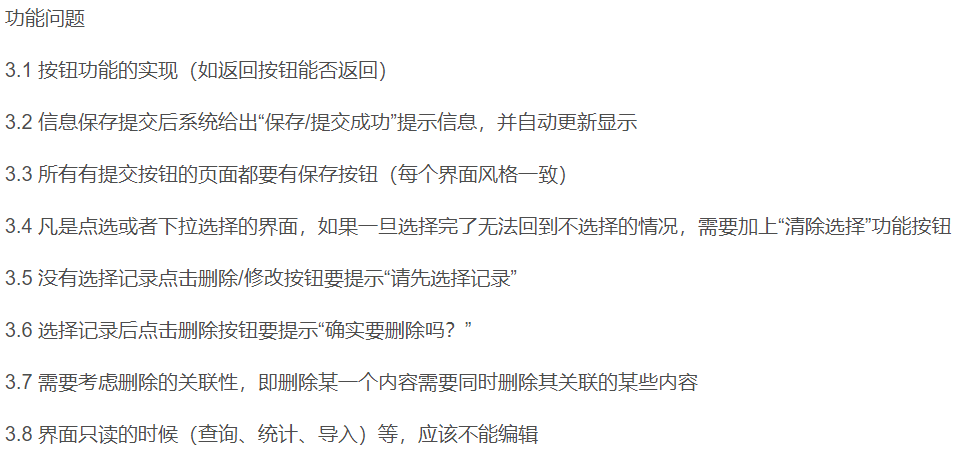 功能问题
3.1 按钮功能的实现（如返回按钮能否返回）
3.2 信息保存提交后系统给出“保存/提交成功”提示信息，并自动更新显示
3.3 所有有提交按钮的页面都要有保存按钮（每个界面风格一致）
3.4 凡是点选或者下拉选择的界面，如果一旦选择完了无法回到不选择的情况，需要加上“清除选择”功能按钮
3.5 没有选择记录点击删除/修改按钮要提示“请先选择记录”
3.6 选择记录后点击删除按钮要提示“确实要删除吗？”
3.7 需要考虑删除的关联性，即删除某一个内容需要同时删除其关联的某些内容
3.8 界面只读的时候（查询、统计、导入）等，应该不能编辑